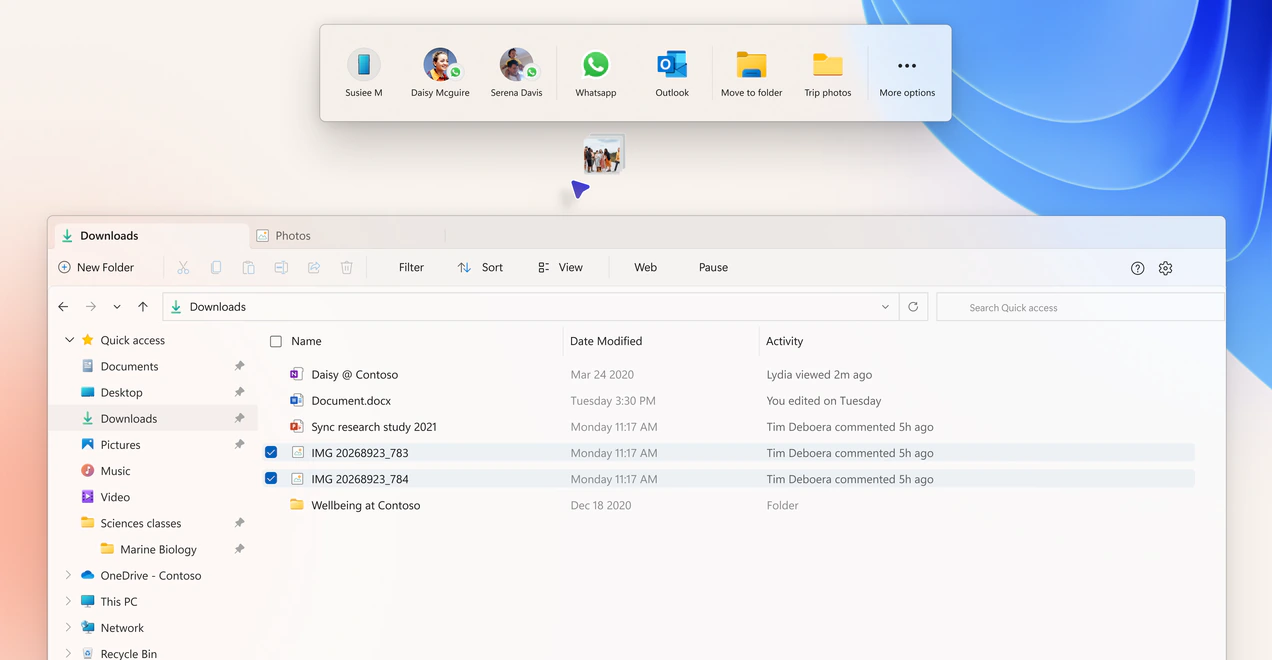 Susiee M
Daisy Mcguire
Serena Davis
Whatsapp
Outlook
Move to folder
Trip photos
More options
Downloads
Photos
New Folder
Filter
Sort
View
Web
Pause
Downloads
Search Quick access
Quick access
Documents
Desktop
Downloads
Pictures
Music
Video
Sciences classes
Marine Biology
OneDrive - Contoso
This PC
Network
Recycle Bin
Name Date Modified Activity
Daisy @ Contoso Mar 24 2020 Lydia viewed 2m ago
Document.docx Tuesday 3:30 PM You edited on Tuesday
Sync research study 2021 Monday 11:17 AM Tim Deboera commented 5h ago
IMG 20268923_783 Monday 11:17 AM Tim Deboera commented 5h ago
IMG 20268923_784 Monday 11:17 AM Tim Deboera commented 5h ago
Wellbeing at Contoso Dec 18 2020 Folder